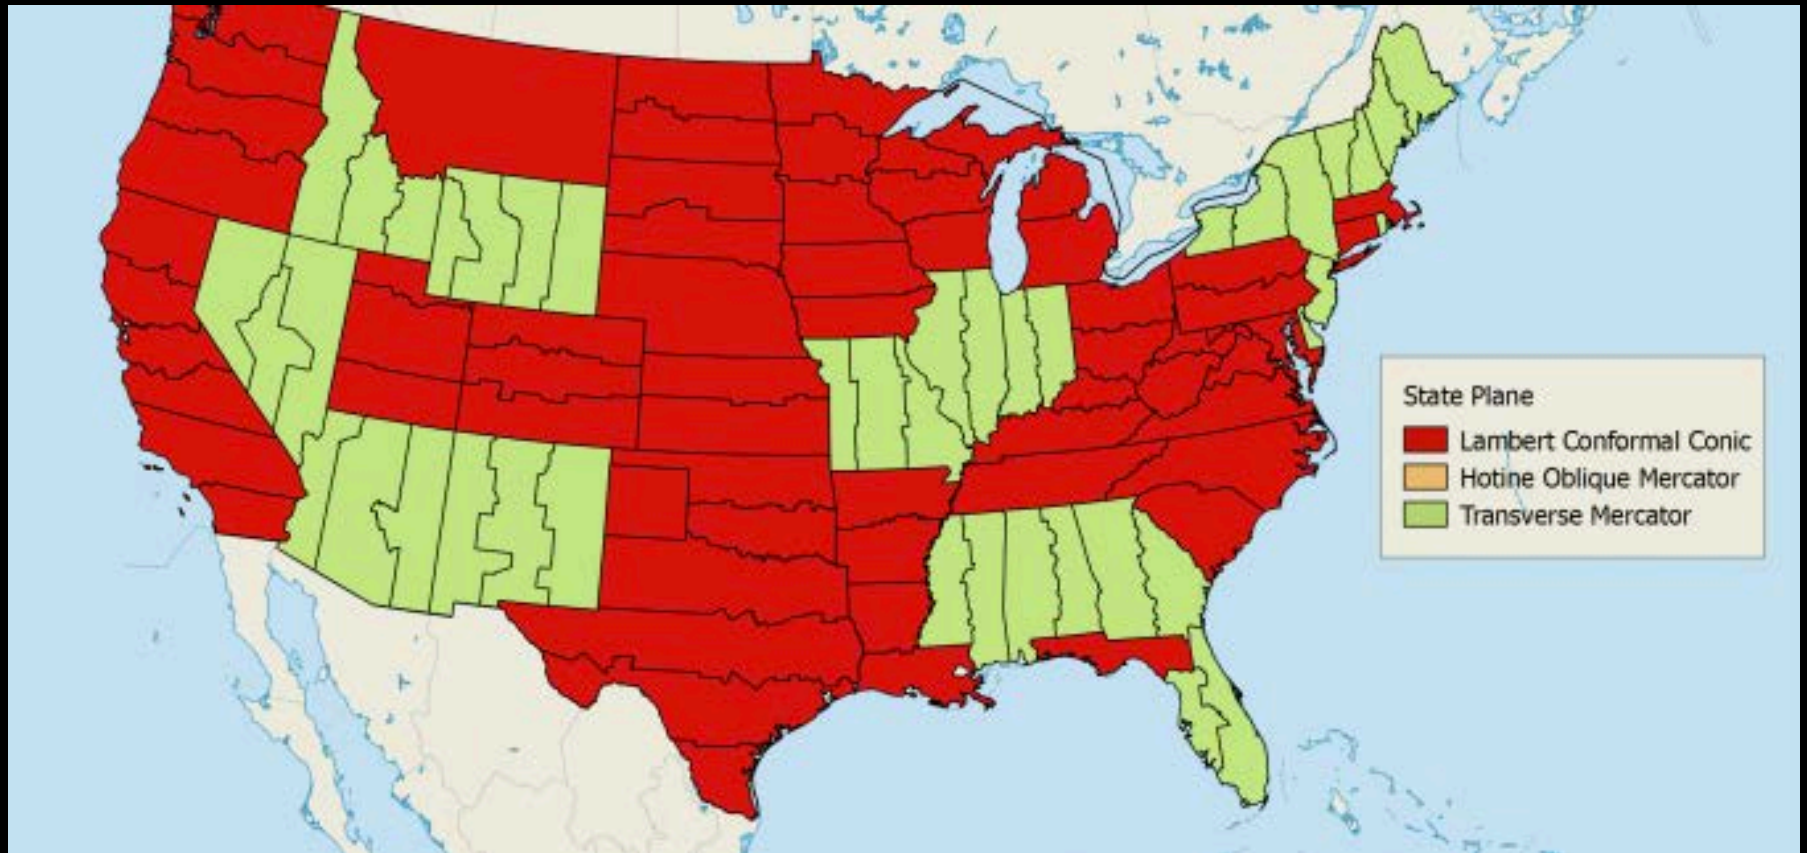 State Plane
Lambert Conformal Conic
Hotine Oblique Mercator
Transverse Mercator